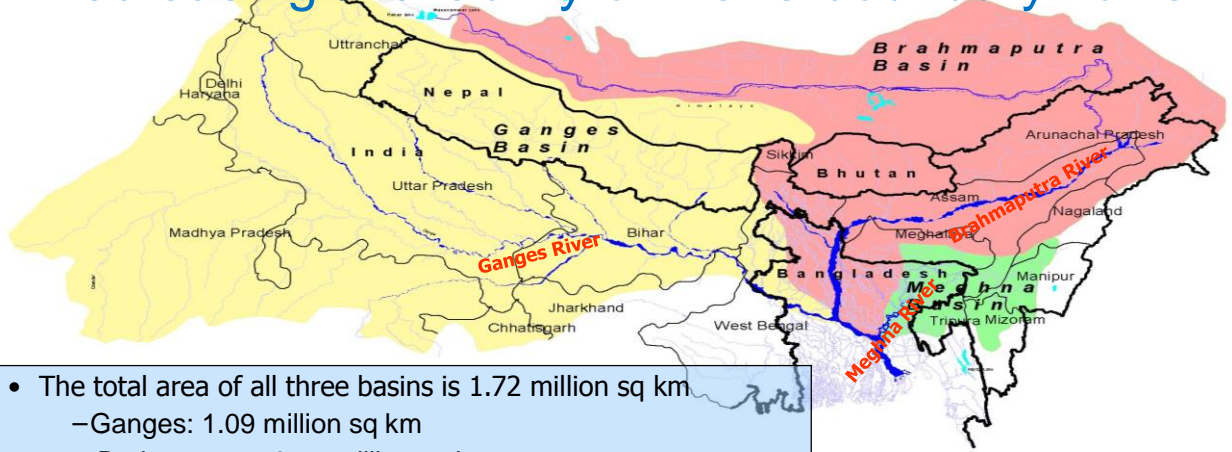 Uttranchal
Brahmaputra
Basin
Delhi
Haryana
Nepal
Himalaya
Ganges
Basin
Arunachal Pradesh
India
Sikkim
Bhutan
Uttar Pradesh
Assam
Brahmaputra River
Nagaland
Madhya Pradesh
Bihar
Meghalaya
Ganges River
Bangladesh
Manipur
Meghna
Basin
Meghna River
Jharkhand
Chhatisgarh
West Bengal
Tripura
Mizoram
• The total area of all three basins is 1.72 million sq km
–Ganges: 1.09 million sq km